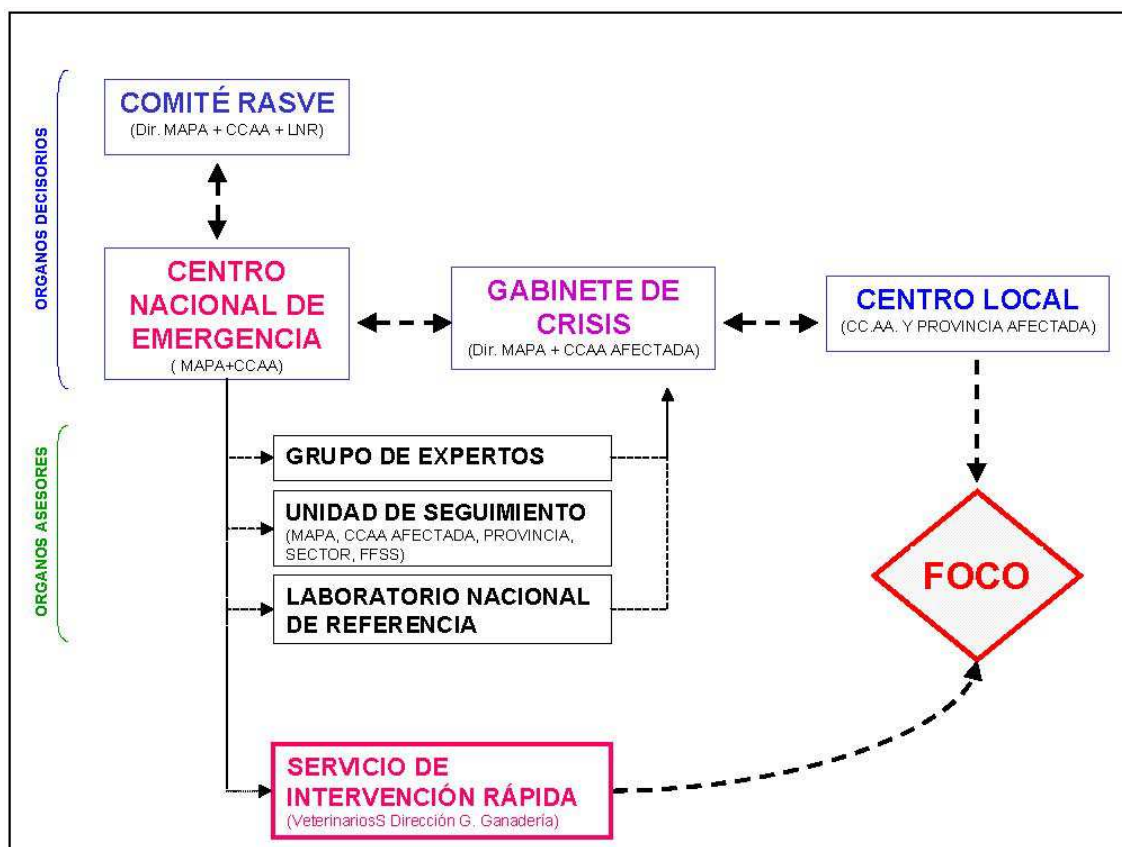 ORGANOS DECISORIOS
COMITÉ RASVE
(Dir. MAPA + CCAA + LNR)
CENTRO
NACIONAL DE
EMERGENCIA
( MAPA+CCAA)
GABINETE DE
CRISIS
(Dir. MAPA + CCAA AFECTADA)
CENTRO LOCAL
(CC.AA. Y PROVINCIA AFECTADA)
ORGANOS ASESORES
GRUPO DE EXPERTOS
UNIDAD DE SEGUIMIENTO
(MAPA, CCAA AFECTADA, PROVINCIA,
SECTOR, FFSS)
LABORATORIO NACIONAL
DE REFERENCIA
FOCO
SERVICIO DE
INTERVENCIÓN RÁPIDA
(VeterinariosS Dirección G. Ganadería)